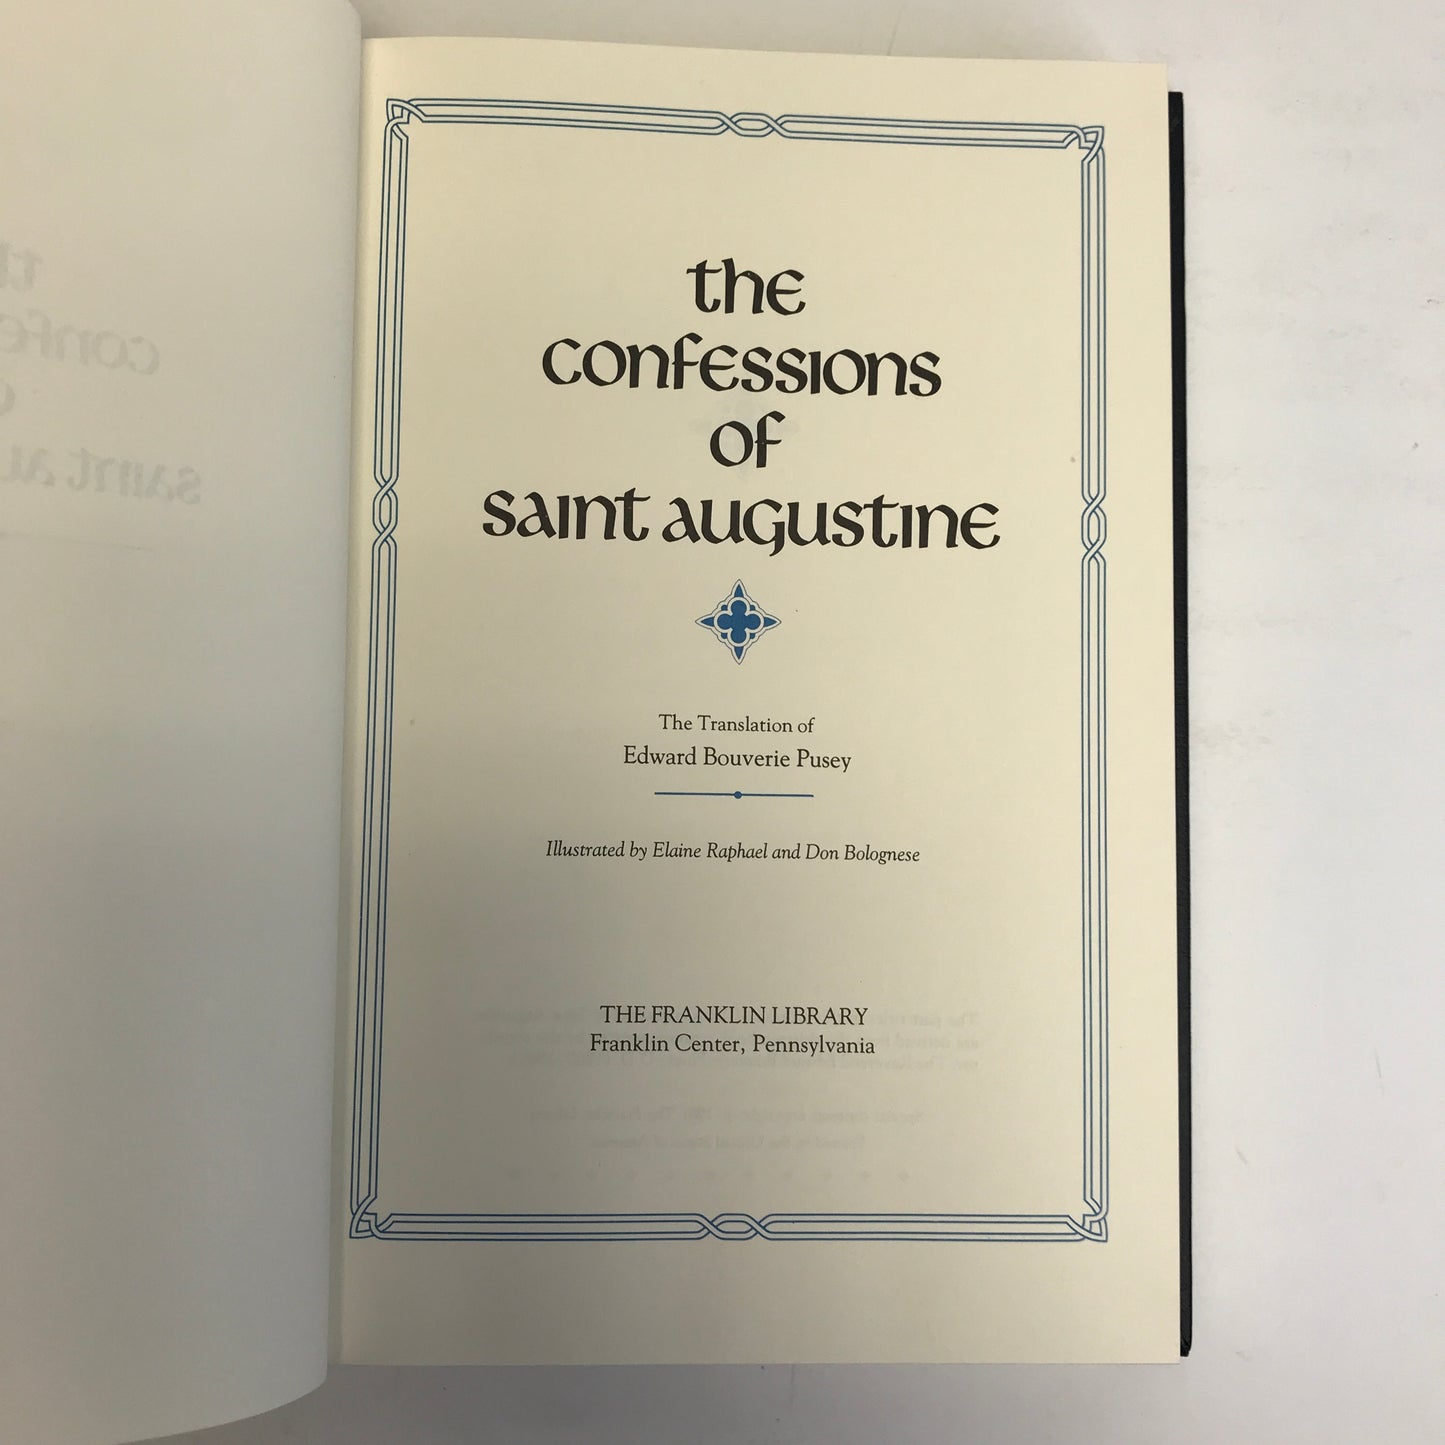 the
confessions
of
saint augustine
The Translation of
Edward Bouverie Pusey
Illustrated by Elaine Raphael and Don Bolognese
THE FRANKLIN LIBRARY
Franklin Center, Pennsylvania